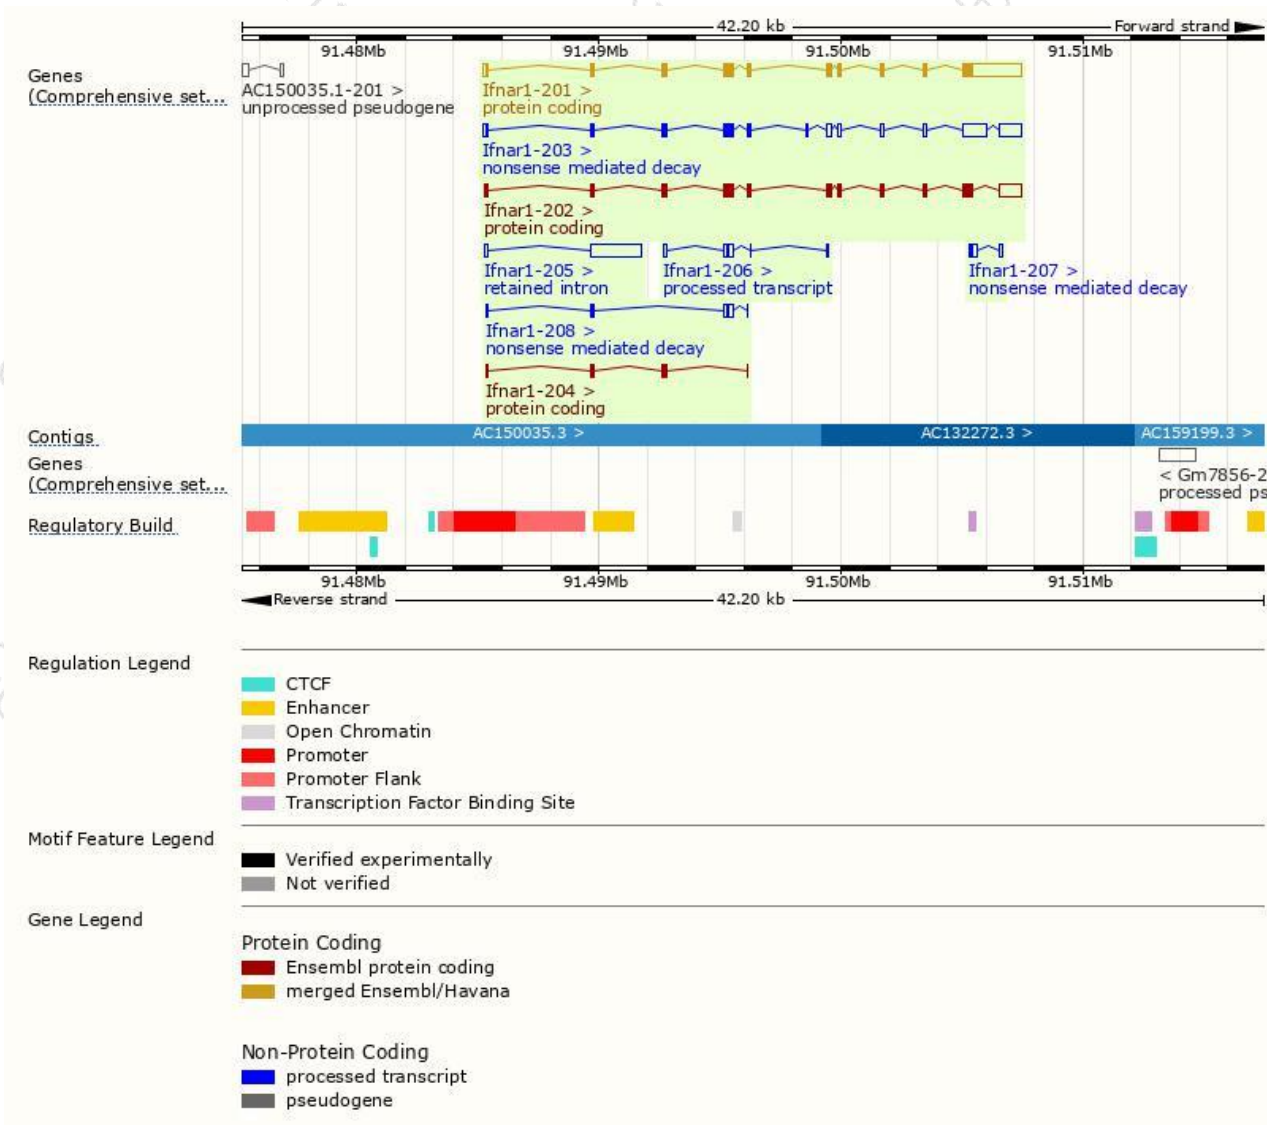 42.20 kb
Forward strand
91.48Mb 91.49Mb 91.50Mb 91.51Mb
Genes
(Comprehensive set...
AC150035.1-201 >
unprocessed pseudogene
Ifnar1-201 >
protein coding
Ifnar1-203 >
nonsense mediated decay
Ifnar1-202 >
protein coding
Ifnar1-205 >
retained intron
Ifnar1-206 >
processed transcript
Ifnar1-207 >
nonsense mediated decay
Ifnar1-208 >
nonsense mediated decay
Ifnar1-204 >
protein coding
Contigs
AC150035.3 > AC132272.3 > AC159199.3 >
Genes
(Comprehensive set...
< Gm7856-2
processed ps
Regulatory Build
91.48Mb 91.49Mb 91.50Mb 91.51Mb
Reverse strand
42.20 kb
Regulation Legend
CTCF
Enhancer
Open Chromatin
Promoter
Promoter Flank
Transcription Factor Binding Site
Motif Feature Legend
Verified experimentally
Not verified
Gene Legend
Protein Coding
Ensembl protein coding
merged Ensembl/Havana
Non-Protein Coding
processed transcript
pseudogene